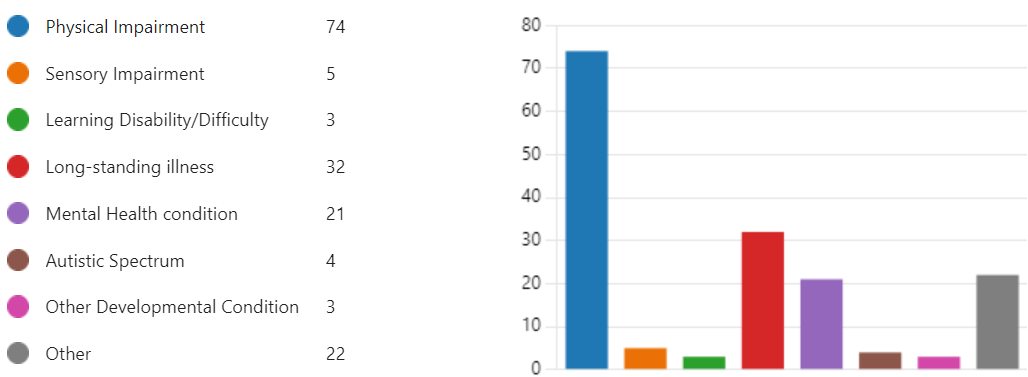 Physical Impairment 74
Sensory Impairment 5
Learning Disability/Difficulty 3
Long-standing illness 32
Mental Health condition 21
Autistic Spectrum 4
Other Developmental Condition 3
Other 22
80
70
60
50
40
30
20
10
0